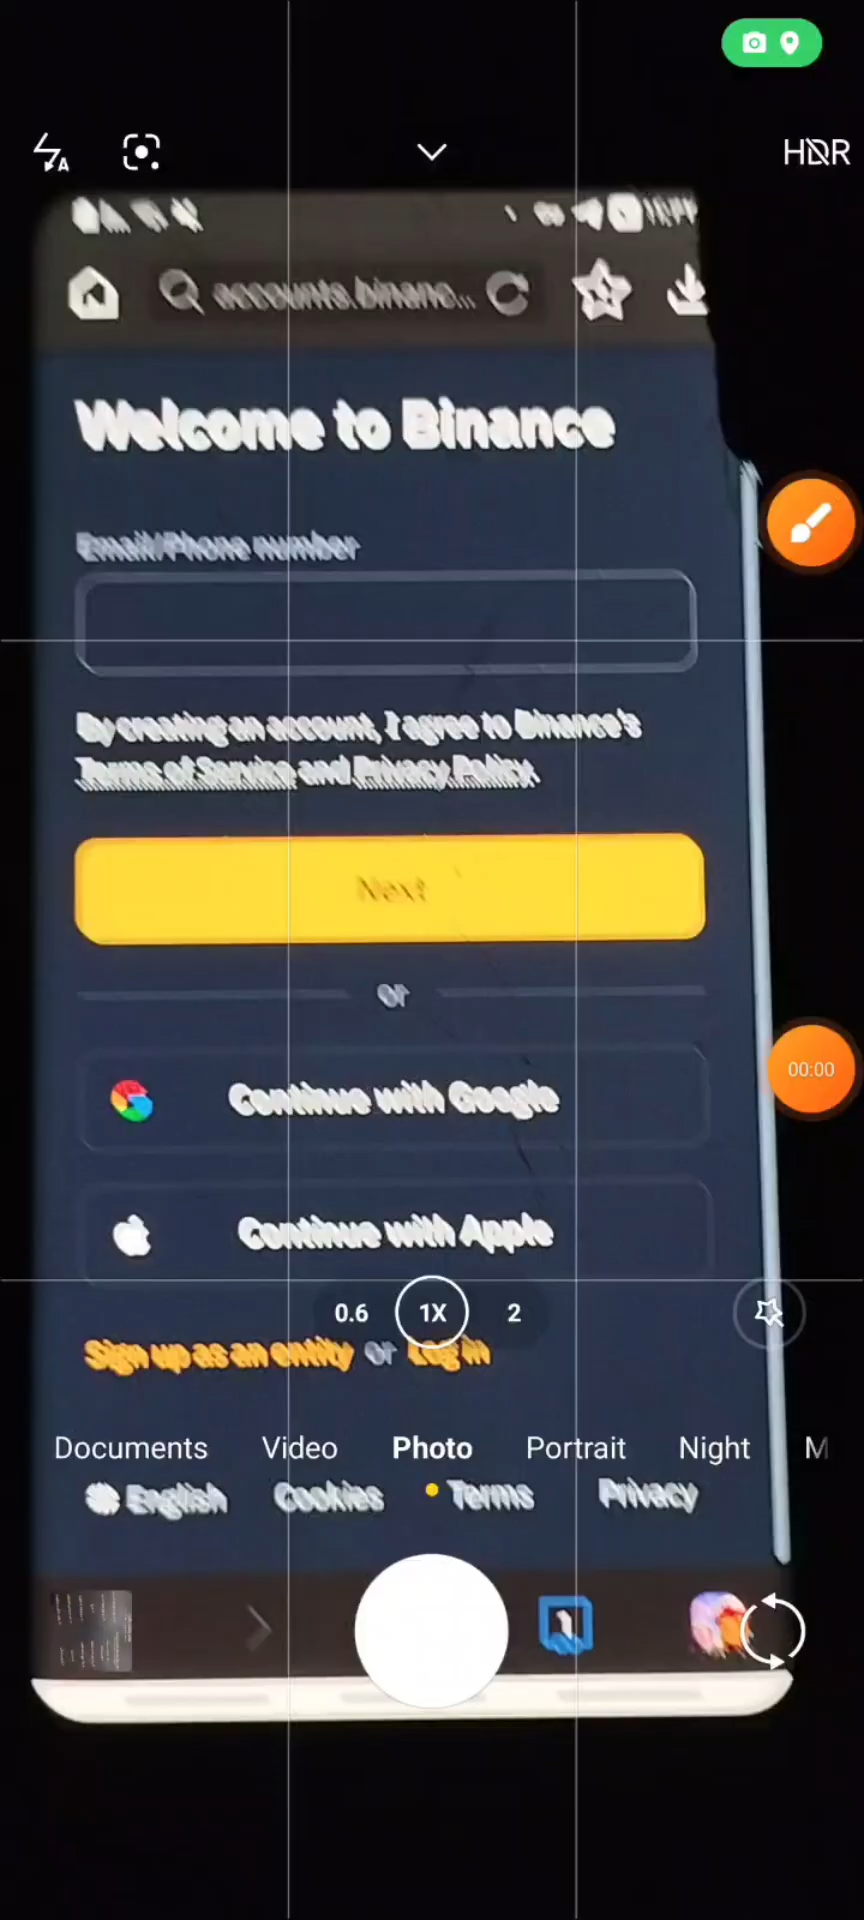 HDR
accounts.binanc...
Welcome to Binance
Email/Phone number
By creating an account, I agree to Binance's
Terms of Service and Privacy Policy.
Next
or
00:00
Continue with Google
Continue with Apple
0.6 1X 2
Sign up as an entity or Log in
Documents Video Photo Portrait Night M
English Cookies Terms Privacy
1